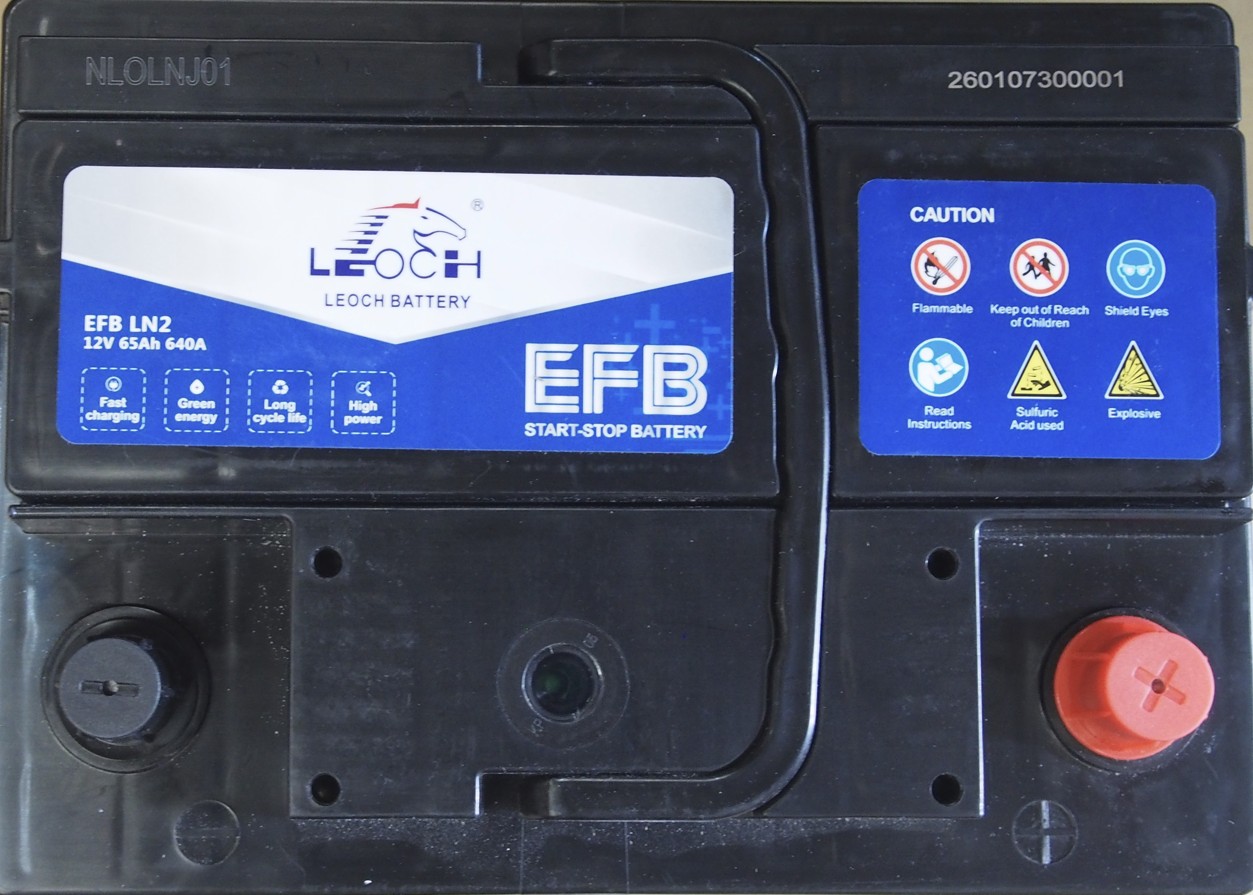 NLOLNJ01
260107300001
LEOCH ®
LEOCH BATTERY
EFB LN2
12V 65Ah 640A
Fast
charging
Green
energy
Long
cycle life
High
power
EFB
START-STOP BATTERY
CAUTION
Flammable
Keep out of Reach
of Children
Shield Eyes
Read
Instructions
Sulfuric
Acid used
Explosive